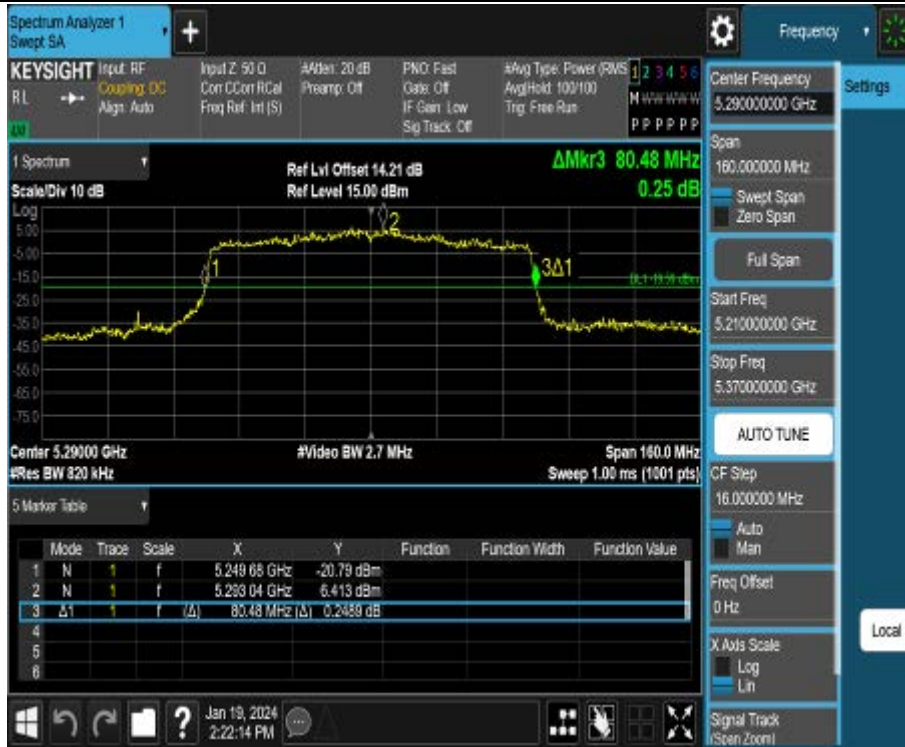 Spectrum Analyzer 1
Swept SA
+
Frequency
KEYSIGHT
RL
Input: RF
Coupling: DC
Align: Auto
Input Z: 50 Ω
Corr CCorr RCal
Freq Ref: Int (S)
#Atten: 20 dB
Preamp: Off
PNO: Fast
Gate: Off
IF Gain: Low
Sig Track: Off
#Avg Type: Power (RMS
Avg|Hold: 100/100
Trig: Free Run
1 2 3 4 5 6
M W W W W W
P P P P P P
1 Spectrum
Scale/Div 10 dB
Ref Lvl Offset 14.21 dB
Ref Level 15.00 dBm
ΔMkr3 80.48 MHz
0.25 dB
Log
5.00
-5.00
-15.0
-25.0
-35.0
-45.0
-55.0
-65.0
-75.0
1
2
3Δ1
Center 5.29000 GHz
#Res BW 820 kHz
#Video BW 2.7 MHz
Span 160.0 MHz
Sweep 1.00 ms (1001 pts)
5 Marker Table
Mode Trace Scale X Y Function Function Width Function Value
1 N 1 f 5.249 68 GHz -20.79 dBm
2 N 1 f 5.293 04 GHz 6.413 dBm
3 Δ1 1 f (Δ) 80.48 MHz (Δ) 0.2489 dB
4
5
6
Jan 19, 2024
2:22:14 PM
?
Center Frequency
5.290000000 GHz
Span
160.000000 MHz
Swept Span
Zero Span
Full Span
Start Freq
5.210000000 GHz
Stop Freq
5.370000000 GHz
AUTO TUNE
CF Step
16.000000 MHz
Auto
Man
Freq Offset
0 Hz
X Axis Scale
Log
Lin
Signal Track
(Span Zoom)
Settings
Local